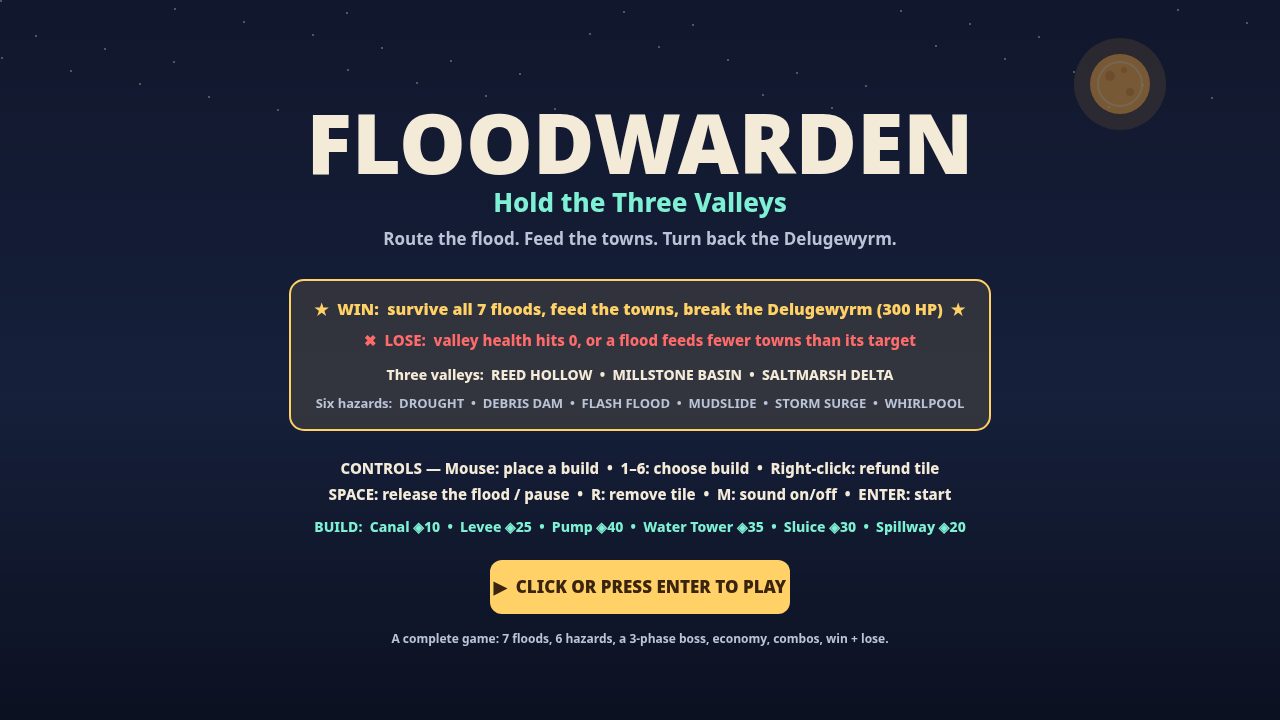 FLOODWARDEN
Hold the Three Valleys
Route the flood. Feed the towns. Turn back the Delugewyrm.
★ WIN: survive all 7 floods, feed the towns, break the Delugewyrm (300 HP) ★
✖ LOSE: valley health hits 0, or a flood feeds fewer towns than its target
Three valleys: REED HOLLOW • MILLSTONE BASIN • SALTMARSH DELTA
Six hazards: DROUGHT • DEBRIS DAM • FLASH FLOOD • MUDSLIDE • STORM SURGE • WHIRLPOOL
CONTROLS — Mouse: place a build • 1–6: choose build • Right-click: refund tile
SPACE: release the flood / pause • R: remove tile • M: sound on/off • ENTER: start
BUILD: Canal ◈10 • Levee ◈25 • Pump ◈40 • Water Tower ◈35 • Sluice ◈30 • Spillway ◈20
▶ CLICK OR PRESS ENTER TO PLAY
A complete game: 7 floods, 6 hazards, a 3-phase boss, economy, combos, win + lose.